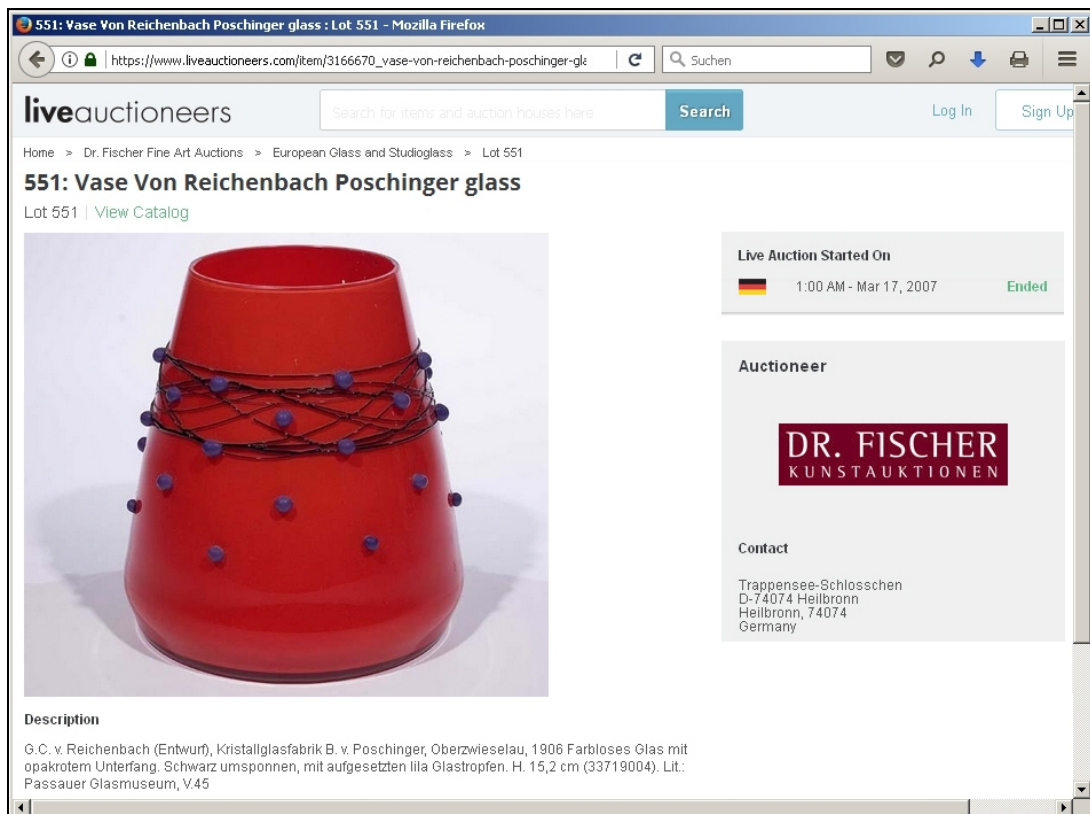 551: Vase Von Reichenbach Poschinger glass : Lot 551 - Mozilla Firefox
https://www.liveauctioneers.com/item/3166670_vase-von-reichenbach-poschinger-gla
Suchen
liveauctioneers
Search for items and auction houses here
Search
Log In
Sign Up
Home > Dr. Fischer Fine Art Auctions > European Glass and Studioglass > Lot 551
551: Vase Von Reichenbach Poschinger glass
Lot 551 | View Catalog
Live Auction Started On
1:00 AM - Mar 17, 2007
Ended
Auctioneer
DR. FISCHER
KUNSTAUKTIONEN
Contact
Trappensee-Schlosschen
D-74074 Heilbronn
Heilbronn, 74074
Germany
Description
G.C. v. Reichenbach (Entwurf), Kristallglasfabrik B. v. Poschinger, Oberzwieselau, 1906 Farbloses Glas mit
opakrotem Unterfang. Schwarz umsponnen, mit aufgesetzten lila Glastropfen. H. 15,2 cm (33719004). Lit.:
Passauer Glasmuseum, V.45